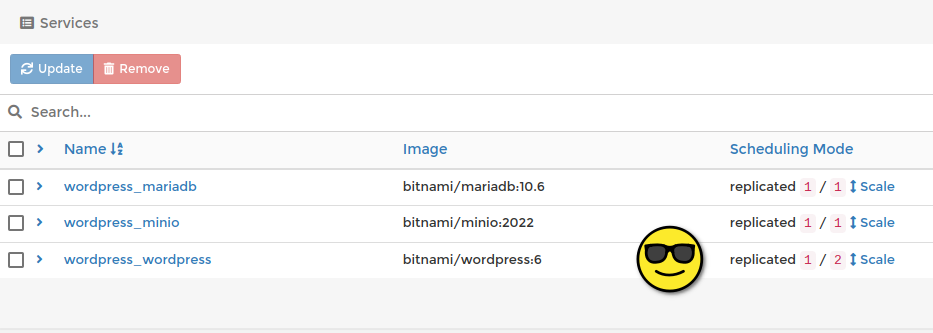 Services
Update Remove
Search...
Name Image Scheduling Mode
wordpress_mariadb bitnami/mariadb:10.6 replicated 1 / 1 Scale
wordpress_minio bitnami/minio:2022 replicated 1 / 1 Scale
wordpress_wordpress bitnami/wordpress:6 replicated 1 / 2 Scale